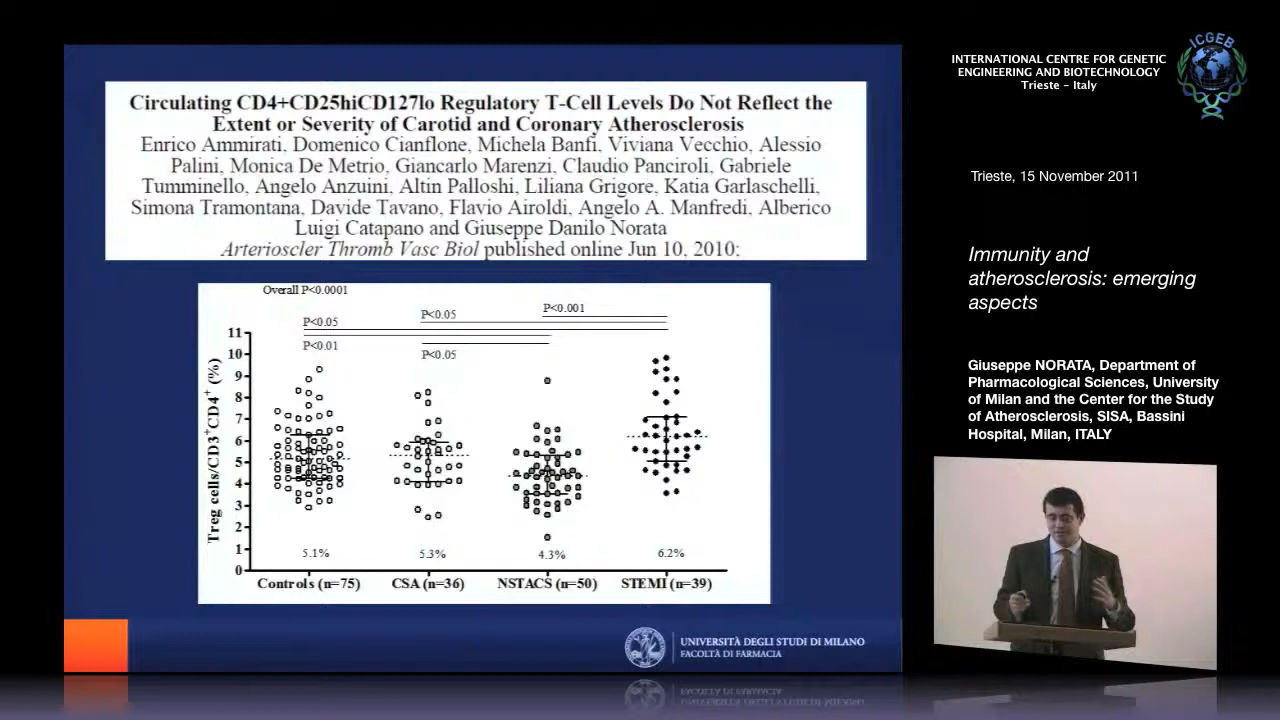 Circulating CD4+CD25hiCD127lo Regulatory T-Cell Levels Do Not Reflect the
Extent or Severity of Carotid and Coronary Atherosclerosis
Enrico Ammirati, Domenico Cianflone, Michela Banfi, Viviana Vecchio, Alessio
Palini, Monica De Metrio, Giancarlo Marenzi, Claudio Panciroli, Gabriele
Tumminello, Angelo Anzuini, Altin Palloshi, Liliana Grigore, Katia Garlaschelli,
Simona Tramontana, Davide Tavano, Flavio Airoldi, Angelo A. Manfredi, Alberico
Luigi Catapano and Giuseppe Danilo Norata
Arterioscler Thromb Vasc Biol published online Jun 10, 2010;
Overall P<0.0001
P<0.05
P<0.05
P<0.001
P<0.01
P<0.05
Treg cells/CD3+CD4+ (%)
11
10
9
8
7
6
5
4
3
2
1
0
5.1%
5.3%
4.3%
6.2%
Controls (n=75)
CSA (n=36)
NSTACS (n=50)
STEMI (n=39)
UNIVERSITÀ DEGLI STUDI DI MILANO
FACOLTÀ DI FARMACIA
INTERNATIONAL CENTRE FOR GENETIC
ENGINEERING AND BIOTECHNOLOGY
Trieste - Italy
ICGEB
Trieste, 15 November 2011
Immunity and
atherosclerosis: emerging
aspects
Giuseppe NORATA, Department of
Pharmacological Sciences, University
of Milan and the Center for the Study
of Atherosclerosis, SISA, Bassini
Hospital, Milan, ITALY